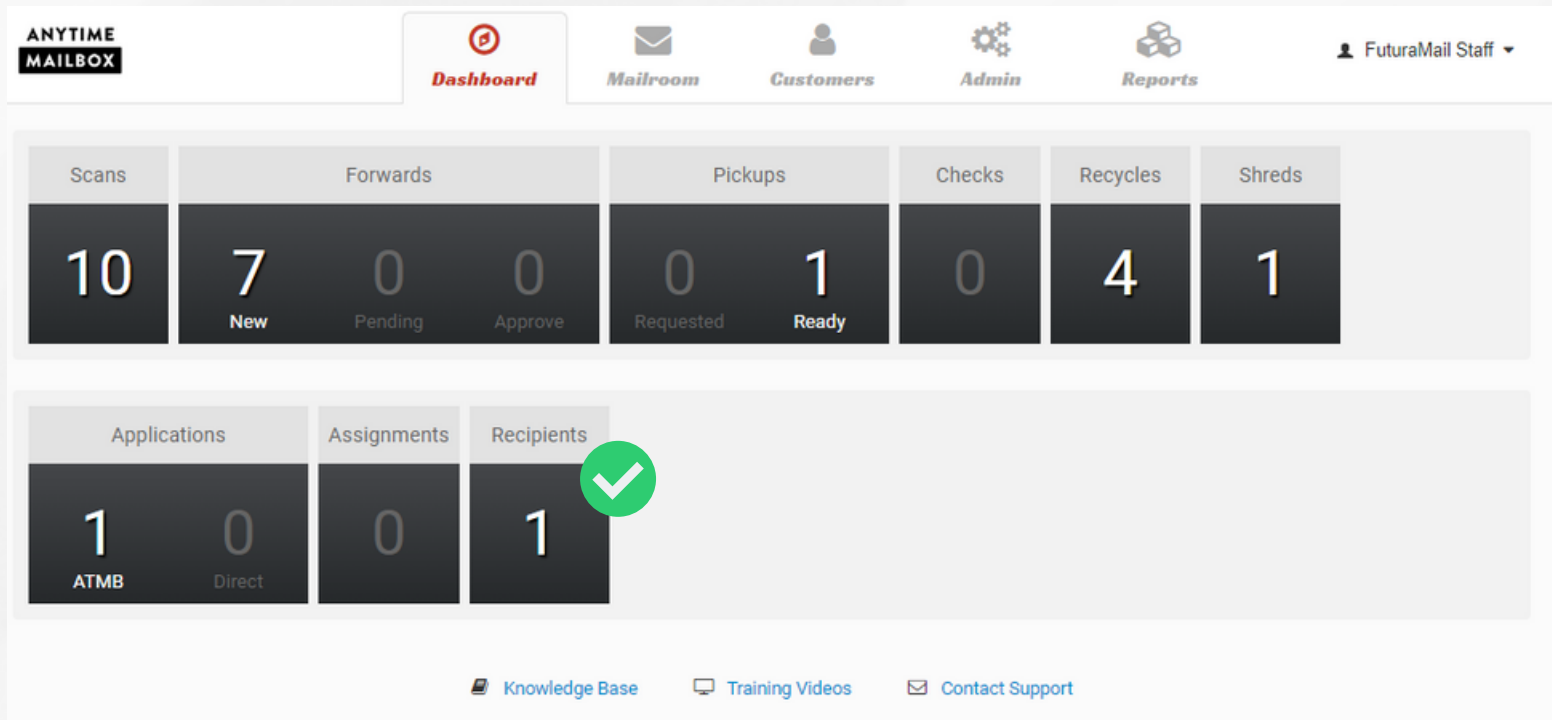 ANYTIME
MAILBOX
Dashboard
Mailroom
Customers
Admin
Reports
FuturaMail Staff
Scans
Forwards
Pickups
Checks
Recycles
Shreds
10
7
0
0
0
1
0
4
1
New
Pending
Approve
Requested
Ready
Applications
Assignments
Recipients
1
0
0
1
ATMB
Direct
Knowledge Base
Training Videos
Contact Support